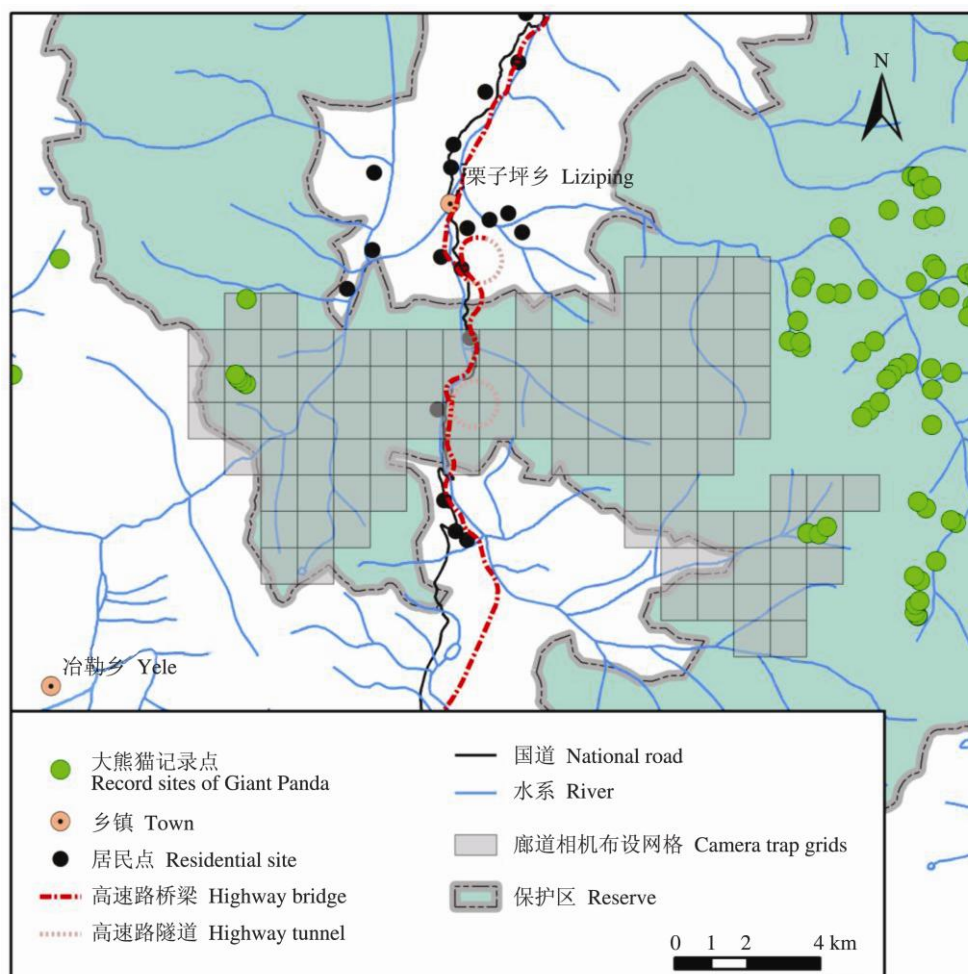 N
栗子坪乡 Liziping
冶勒乡 Yele
大熊猫记录点
Record sites of Giant Panda
乡镇 Town
居民点 Residential site
高速路桥梁 Highway bridge
高速路隧道 Highway tunnel
国道 National road
水系 River
廊道相机布设网格 Camera trap grids
保护区 Reserve
0 1 2 4 km